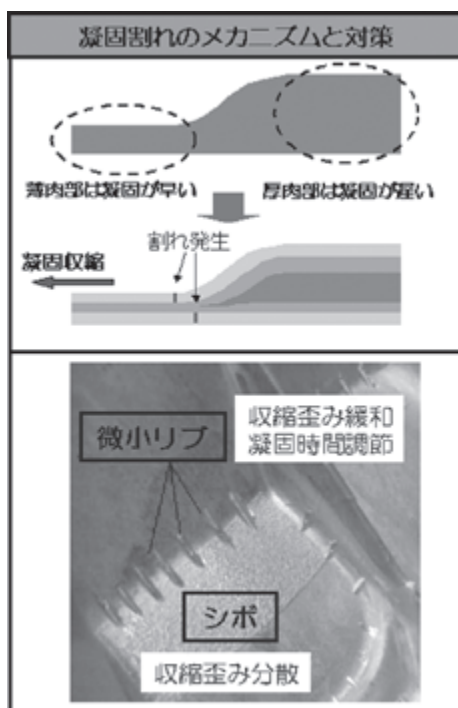 凝固割れのメカニズムと対策
薄肉部は凝固が早い
厚肉部は凝固が遅い
割れ発生
凝固収縮
収縮歪み緩和
凝固時間調節
微小リブ
シボ
収縮歪み分散